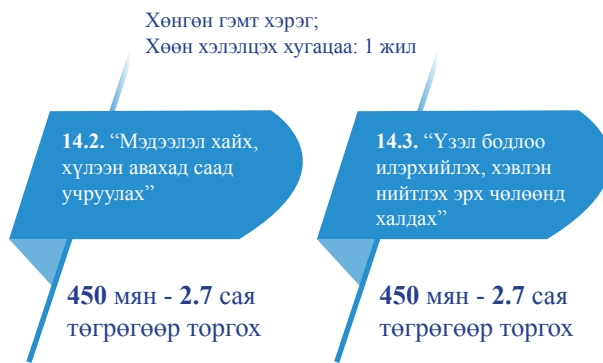 Хөнгөн гэмт хэрэг;
Хөөн хэлэлцэх хугацаа: 1 жил
14.2. “Мэдээлэл хайх,
хүлээн авахад саад
учруулах”
450 мян - 2.7 сая
төгрөгөөр торгох
14.3. “Үзэл бодлоо
илэрхийлэх, хэвлэн
нийтлэх эрх чөлөөнд
халдах”
450 мян - 2.7 сая
төгрөгөөр торгох